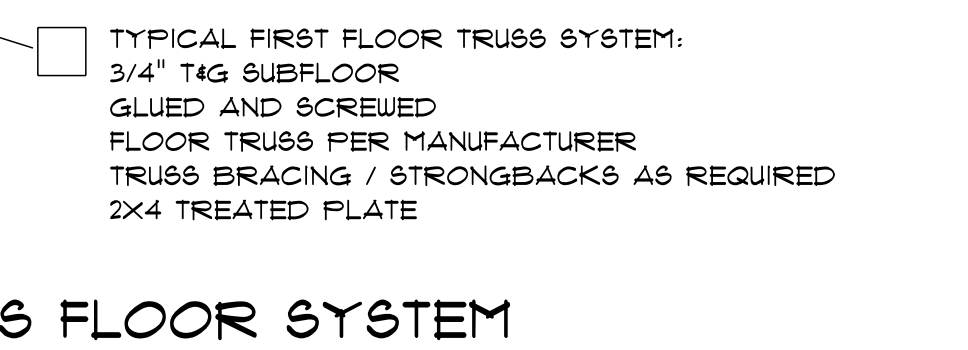 TYPICAL FIRST FLOOR TRUSS SYSTEM:
3/4" T&G SUBFLOOR
GLUED AND SCREWED
FLOOR TRUSS PER MANUFACTURER
TRUSS BRACING / STRONGBACKS AS REQUIRED
2X4 TREATED PLATE
S FLOOR SYSTEM